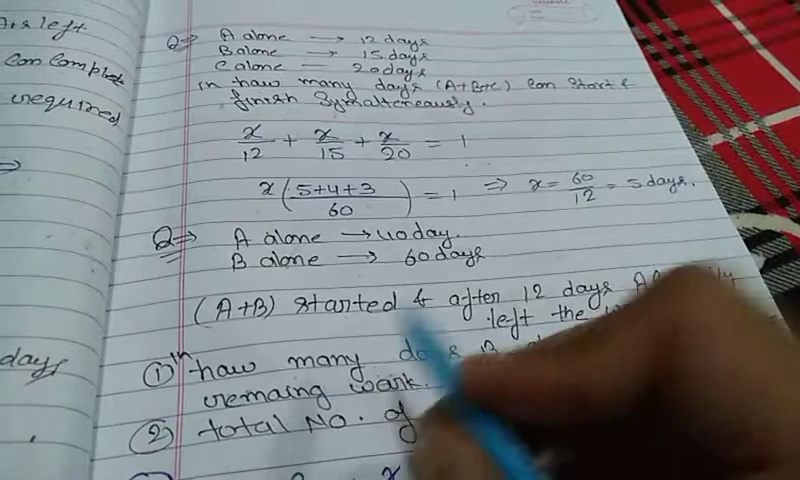 left
Can Complete
required
⇒
days
Q⇒ A alone → 12 days
B alone → 15 days
C alone — 20 days
in how many days (A+B+C) can start &
finish Symalteneously.
x/12 + x/15 + x/20 = 1
x(5+4+3/60) = 1 ⇒ x = 60/12 = 5 days.
Q⇒ A alone → 40 day.
B alone → 60 days
(A+B) started & after 12 days
left the
① in how many days B
remaing work.
② total No. of
x